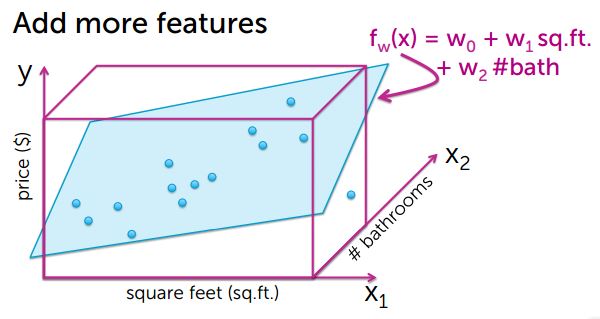 Add more features
f_w(x) = w_0 + w_1 sq.ft.
+ w_2 #bath
y
price ($)
x_2
# bathrooms
square feet (sq.ft.)
x_1